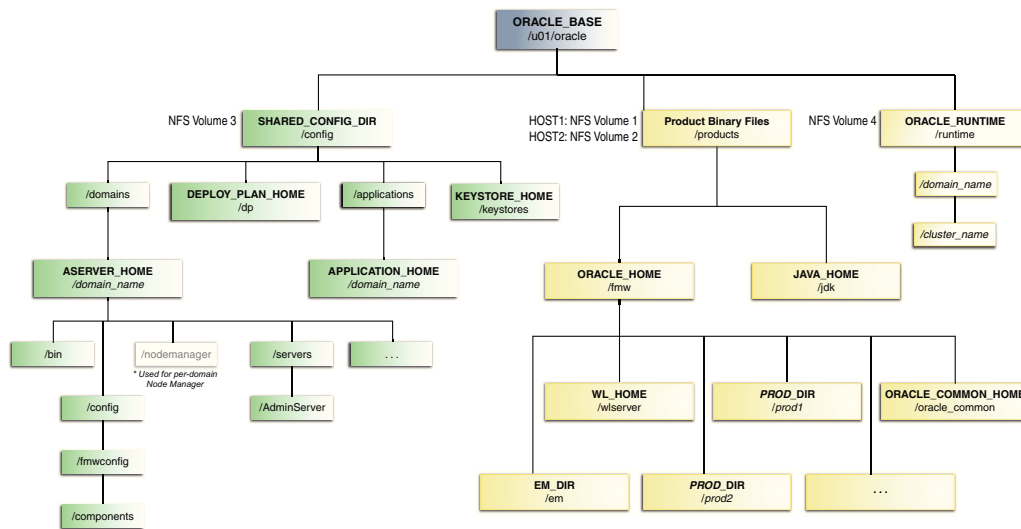 ORACLE_BASE
/u01/oracle
NFS Volume 3
SHARED_CONFIG_DIR
/config
HOST1: NFS Volume 1
HOST2: NFS Volume 2
Product Binary Files
/products
NFS Volume 4
ORACLE_RUNTIME
/runtime
/domains
DEPLOY_PLAN_HOME
/dp
/applications
KEYSTORE_HOME
/keystores
/domain_name
/cluster_name
ASERVER_HOME
/domain_name
APPLICATION_HOME
/domain_name
ORACLE_HOME
/fmw
JAVA_HOME
/jdk
/bin
/nodemanager
* Used for per-domain
Node Manager
/servers
. . .
/config
/AdminServer
WL_HOME
/wlserver
PROD_DIR
/prod1
ORACLE_COMMON_HOME
/oracle_common
/fmwconfig
/components
EM_DIR
/em
PROD_DIR
/prod2
. . .